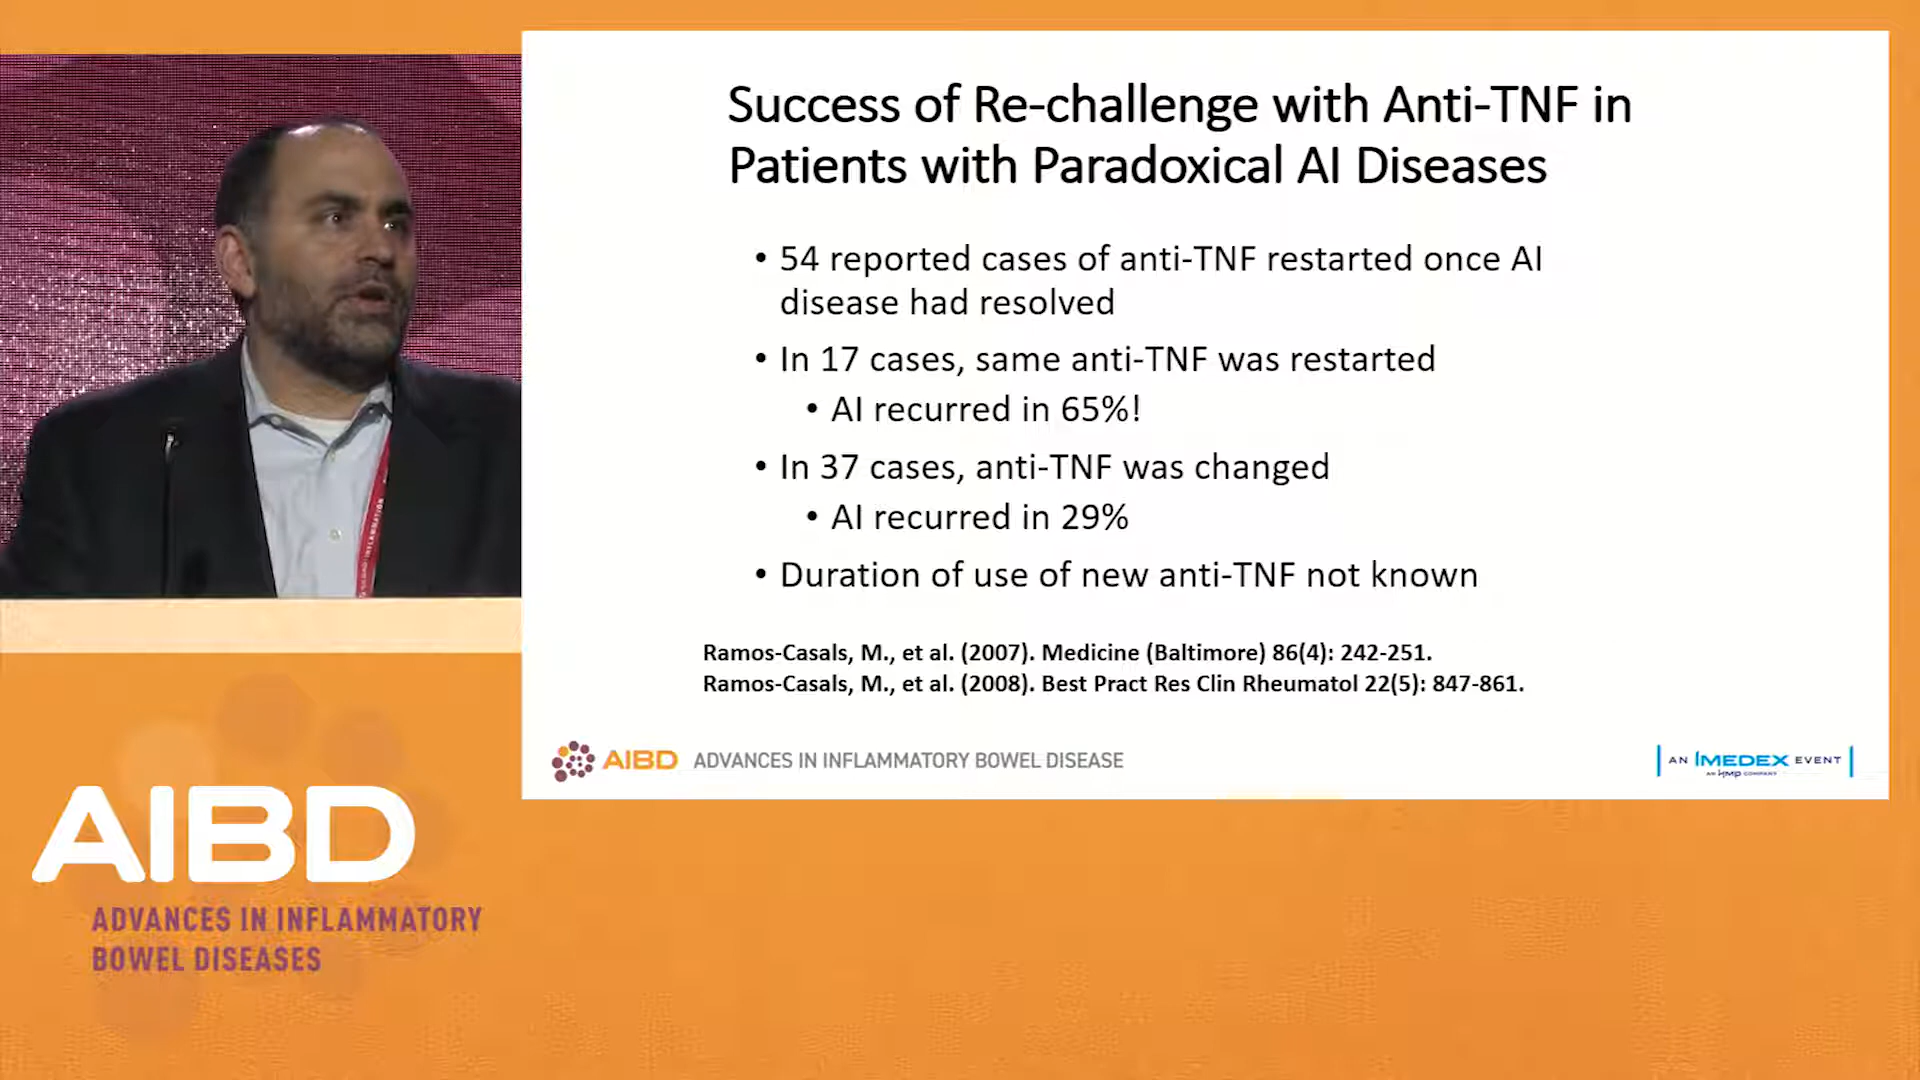 Success of Re-challenge with Anti-TNF in
Patients with Paradoxical AI Diseases
• 54 reported cases of anti-TNF restarted once AI
disease had resolved
• In 17 cases, same anti-TNF was restarted
• AI recurred in 65%!
• In 37 cases, anti-TNF was changed
• AI recurred in 29%
• Duration of use of new anti-TNF not known
Ramos-Casals, M., et al. (2007). Medicine (Baltimore) 86(4): 242-251.
Ramos-Casals, M., et al. (2008). Best Pract Res Clin Rheumatol 22(5): 847-861.
AIBD ADVANCES IN INFLAMMATORY BOWEL DISEASE
AN IMEDEX EVENT
AN HMP COMPANY
AIBD
ADVANCES IN INFLAMMATORY
BOWEL DISEASES